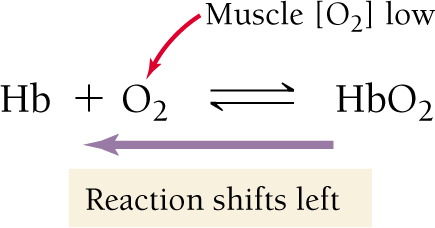 Muscle [O₂] low
Hb + O₂ ⇌ HbO₂
Reaction shifts left